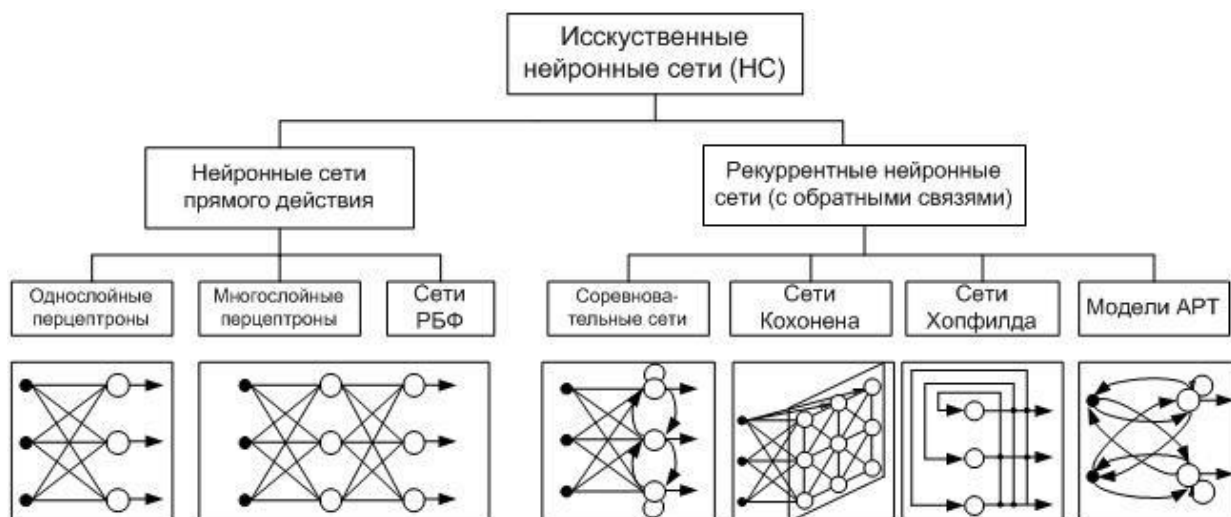 Исскуственные
нейронные сети (НС)
Нейронные сети
прямого действия
Рекуррентные нейронные
сети (с обратными связями)
Однослойные
перцептроны
Многослойные
перцептроны
Сети
РБФ
Соревнова-
тельные сети
Сети
Кохонена
Сети
Хопфилда
Модели АРТ